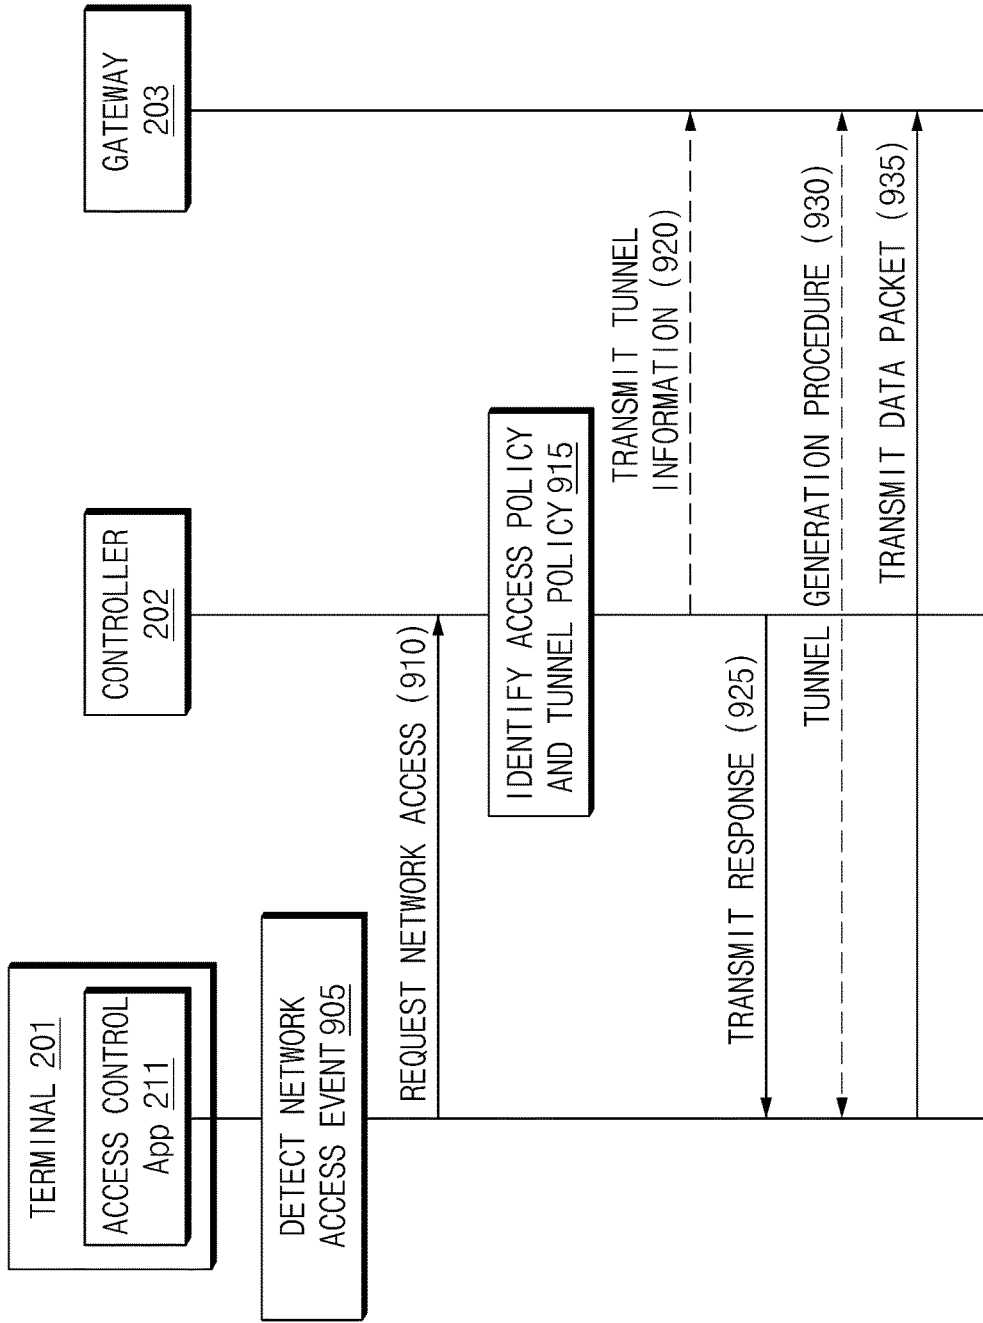 TERMINAL 201
ACCESS CONTROL
App 211
CONTROLLER
202
GATEWAY
203
DETECT NETWORK
ACCESS EVENT 905
REQUEST NETWORK ACCESS (910)
IDENTIFY ACCESS POLICY
AND TUNNEL POLICY 915
TRANSMIT TUNNEL
INFORMATION (920)
TRANSMIT RESPONSE (925)
TUNNEL GENERATION PROCEDURE (930)
TRANSMIT DATA PACKET (935)